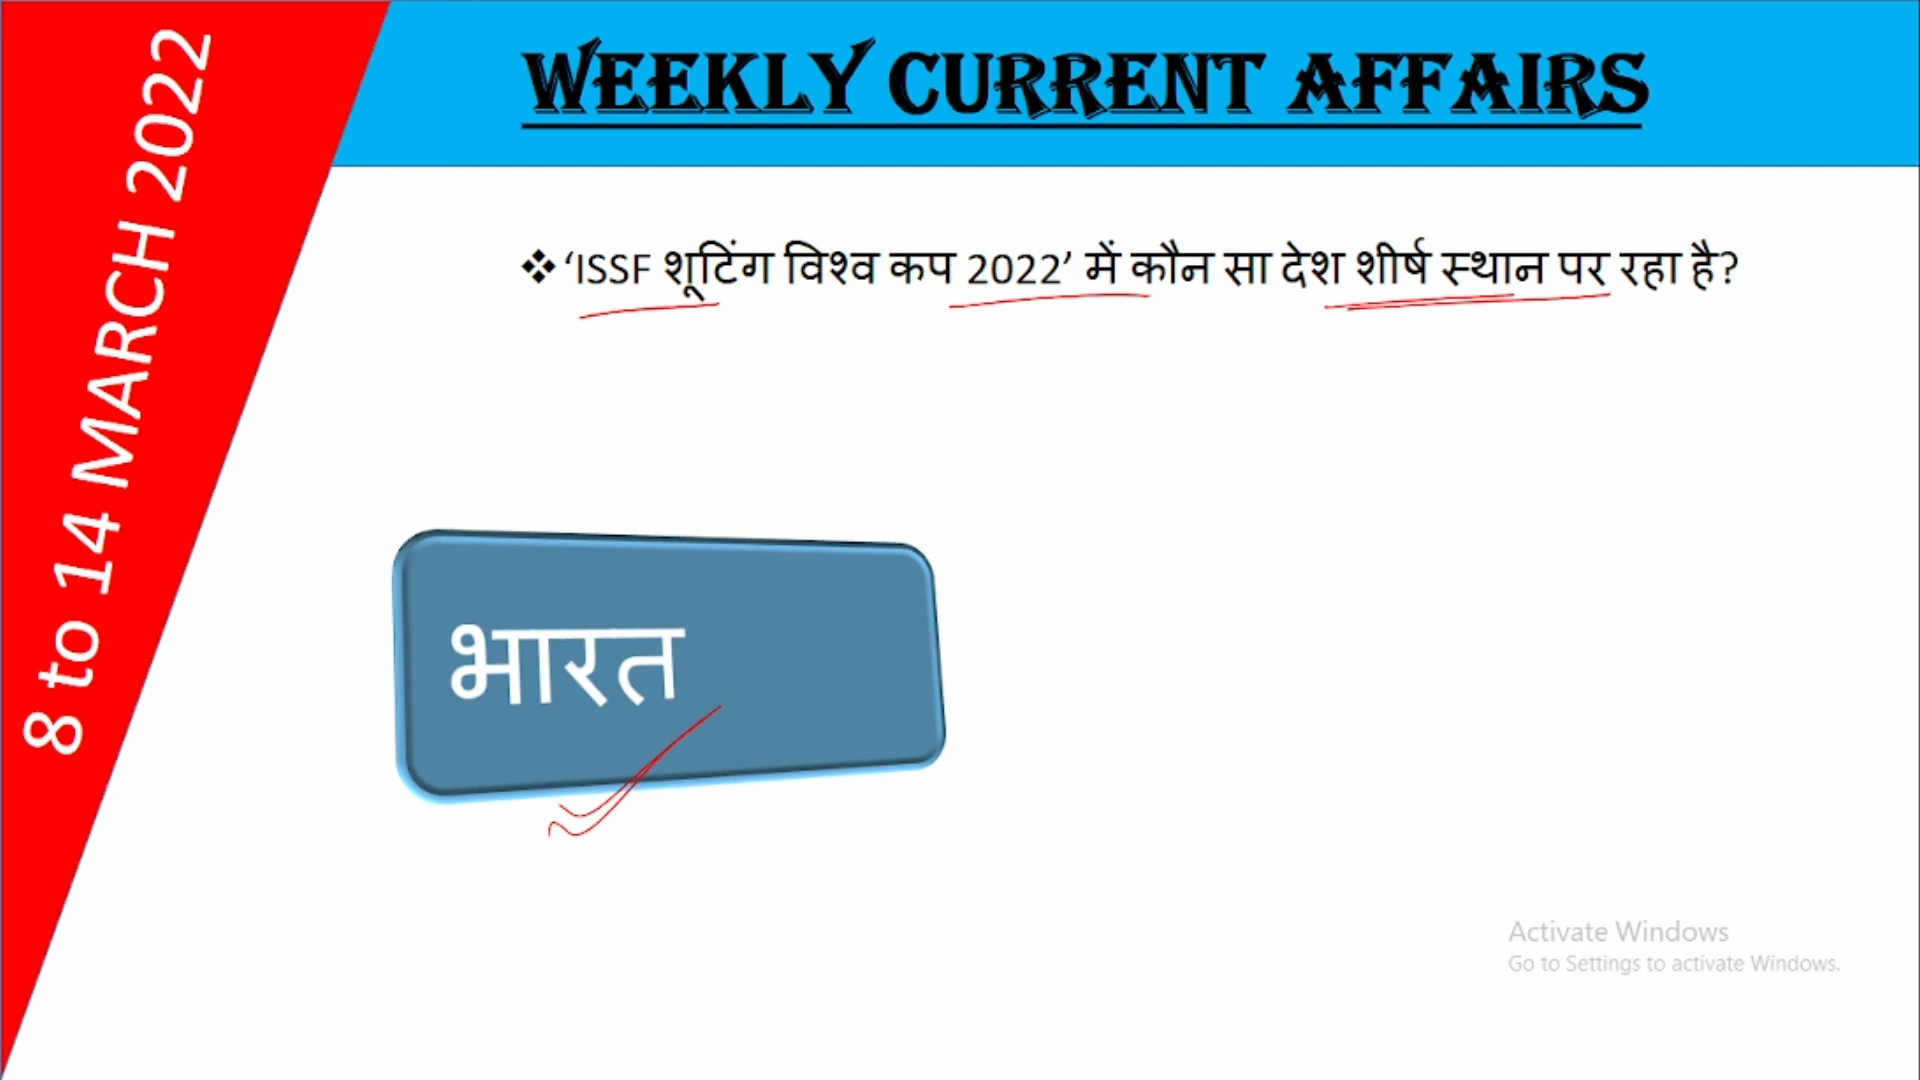 WEEKLY CURRENT AFFAIRS
8 to 14 MARCH 2022
❖‘ISSF शूटिंग विश्व कप 2022’ में कौन सा देश शीर्ष स्थान पर रहा है?
भारत
Activate Windows
Go to Settings to activate Windows.